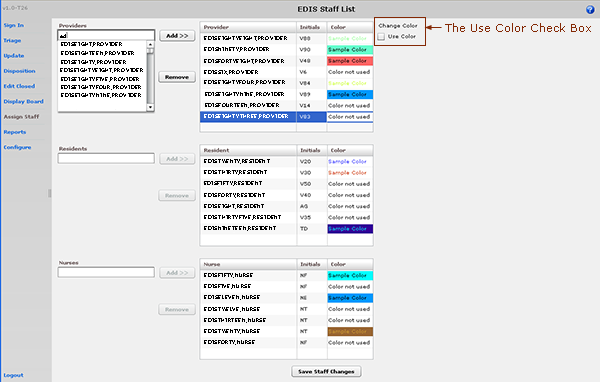 v1.0-T26
EDIS Staff List
Sign In
Triage
Update
Disposition
Edit Closed
Display Board
Assign Staff
Reports
Configure
Logout
Providers
ed
Add >>
Remove
EDISEIGHT,PROVIDER
EDISEIGHTEEN,PROVIDER
EDISEIGHTY,PROVIDER
EDISEIGHTYEIGHT,PROVIDER
EDISEIGHTYFIVE,PROVIDER
EDISEIGHTYFOUR,PROVIDER
EDISEIGHTYNINE,PROVIDER
Provider Initials Color
EDISEIGHTYEIGHT,PROVIDER V88 Sample Color
EDISNINETY,PROVIDER V90 Sample Color
EDISFORTYEIGHT,PROVIDER V48 Sample Color
EDISSIX,PROVIDER V6 Color not used
EDISEIGHTYFOUR,PROVIDER V84 Sample Color
EDISEIGHTYNINE,PROVIDER V89 Sample Color
EDISFOURTEEN,PROVIDER V14 Color not used
EDISEIGHTYTHREE,PROVIDER V83 Color not used
Change Color
Use Color
The Use Color Check Box
Residents
Add >>
Remove
Resident Initials Color
EDISTWENTY,RESIDENT V20 Sample Color
EDISTHIRTY,RESIDENT V30 Sample Color
EDISFIFTY,RESIDENT V50 Color not used
EDISFORTY,RESIDENT V40 Color not used
EDISEIGHT,RESIDENT AG Color not used
EDISTHIRTYFIVE,RESIDENT V35 Color not used
EDISNINETEEN,RESIDENT TD Sample Color
Nurses
Add >>
Remove
Nurse Initials Color
EDISFIFTY,NURSE NF Sample Color
EDISFIVE,NURSE NF Color not used
EDISELEVEN,NURSE NE Sample Color
EDISTWELVE,NURSE NT Color not used
EDISTHIRTEEN,NURSE NT Color not used
EDISTWENTY,NURSE NT Sample Color
EDISFORTY,NURSE NF Color not used
Save Staff Changes